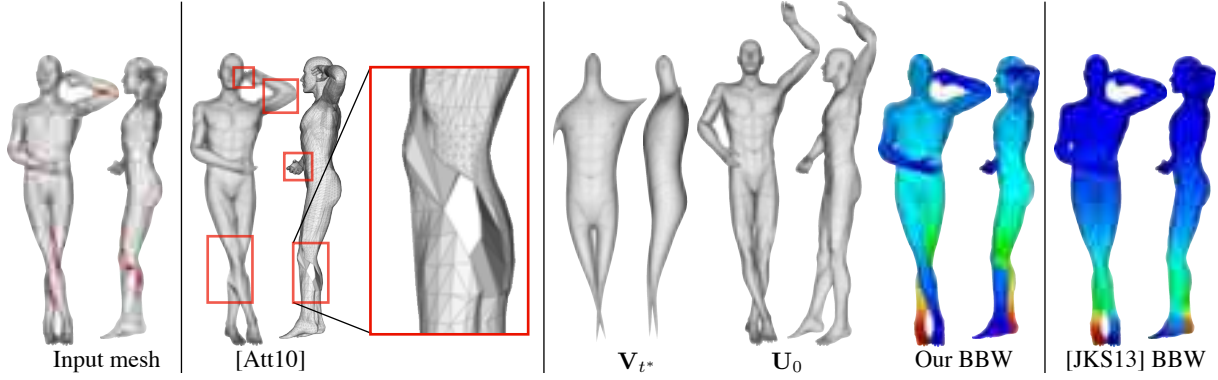 Input mesh
[Att10]
V_{t*}
U_0
Our BBW
[JKS13] BBW